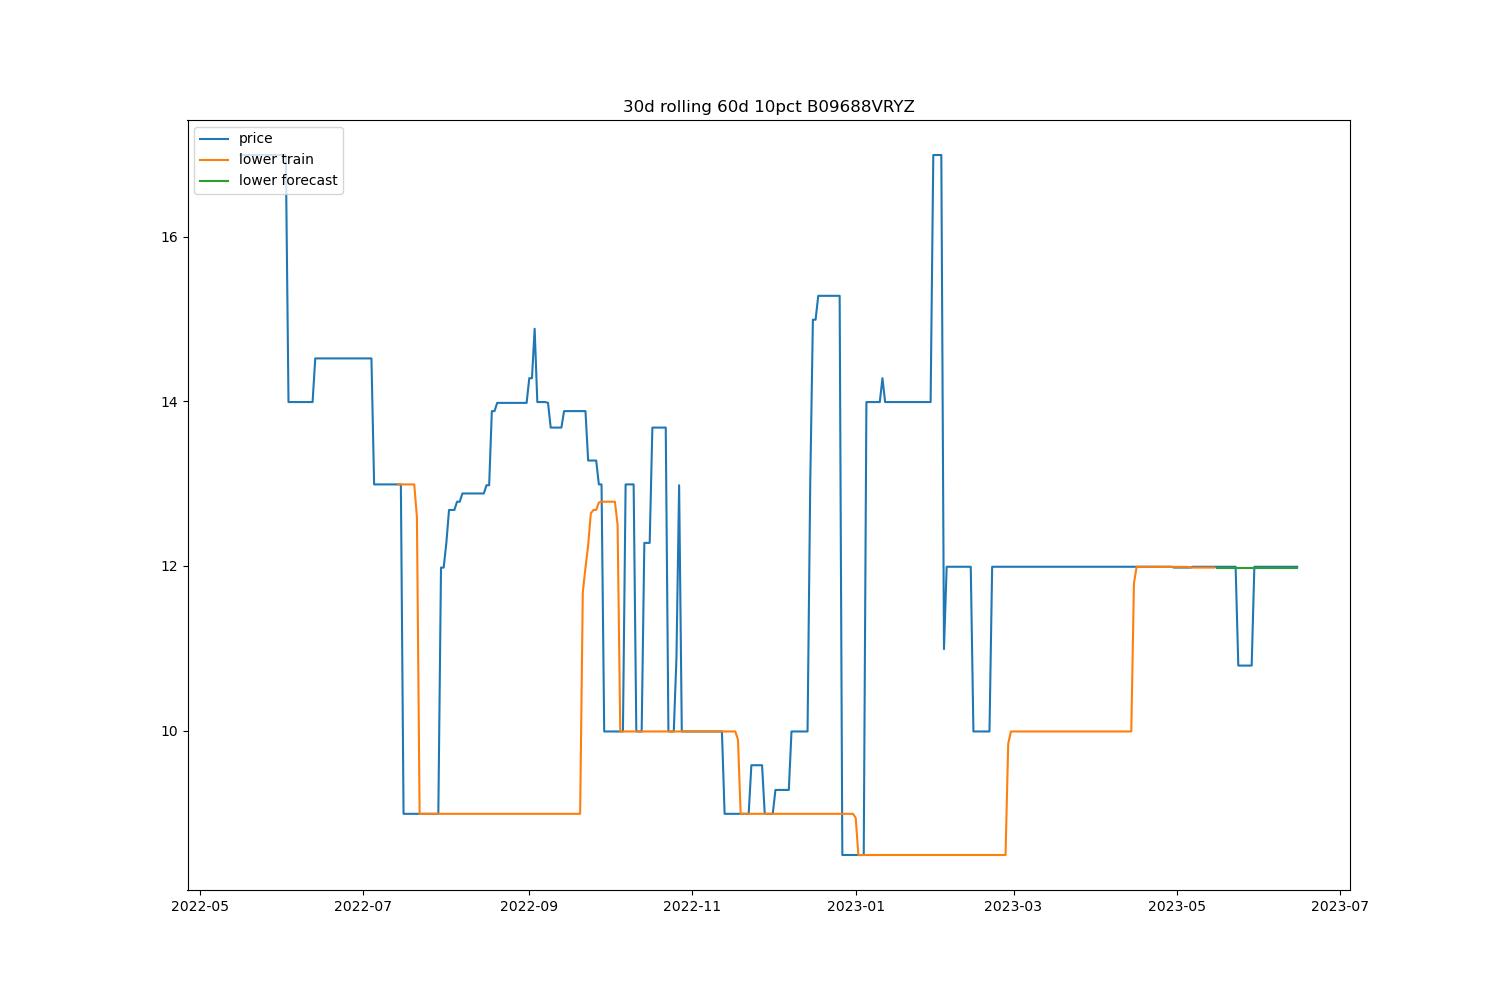 30d rolling 60d 10pct B09688VRYZ
price
lower train
lower forecast
16
14
12
10
2022-05 2022-07 2022-09 2022-11 2023-01 2023-03 2023-05 2023-07